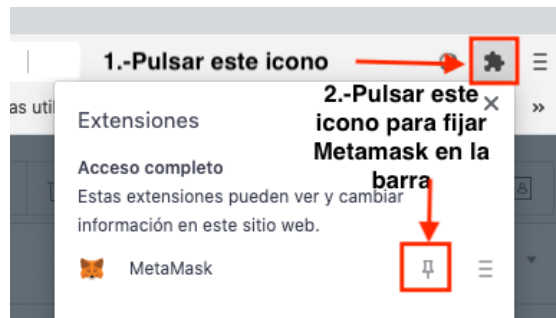 1.-Pulsar este icono
as uti
2.-Pulsar este
icono para fijar
Metamask en la
barra
Extensiones
Acceso completo
Estas extensiones pueden ver y cambiar
información en este sitio web.
MetaMask